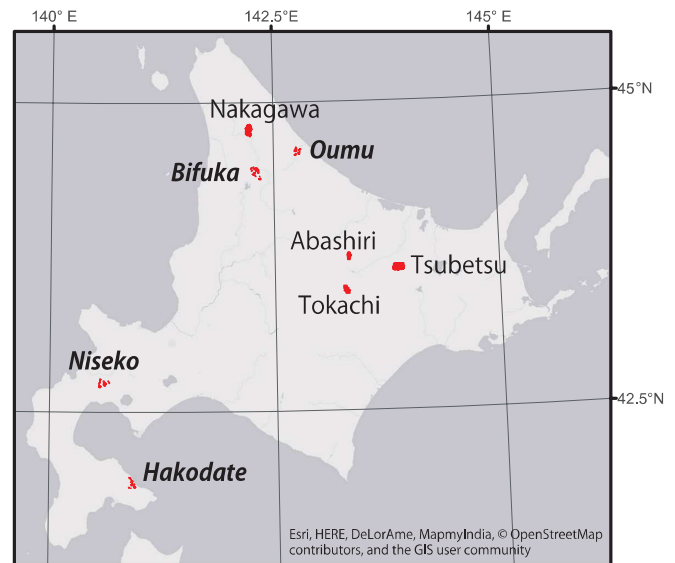 140° E
142.5° E
145° E
45°N
Nakagawa
Oumu
Bifuka
Abashiri
Tsubetsu
Tokachi
Niseko
42.5°N
Hakodate
Esri, HERE, DeLorAme, MapmyIndia, © OpenStreetMap
contributors, and the GIS user community